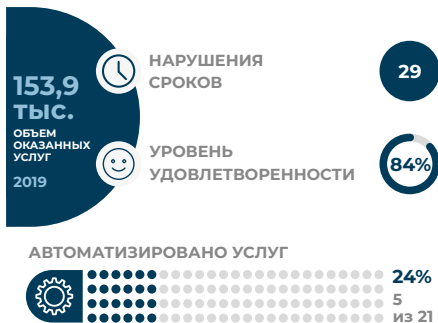 153,9
ТЫС.
ОБЪЕМ
ОКАЗАННЫХ
УСЛУГ
2019
НАРУШЕНИЯ
СРОКОВ
29
УРОВЕНЬ
УДОВЛЕТВОРЕННОСТИ
84%
АВТОМАТИЗИРОВАНО УСЛУГ
24%
5
из 21